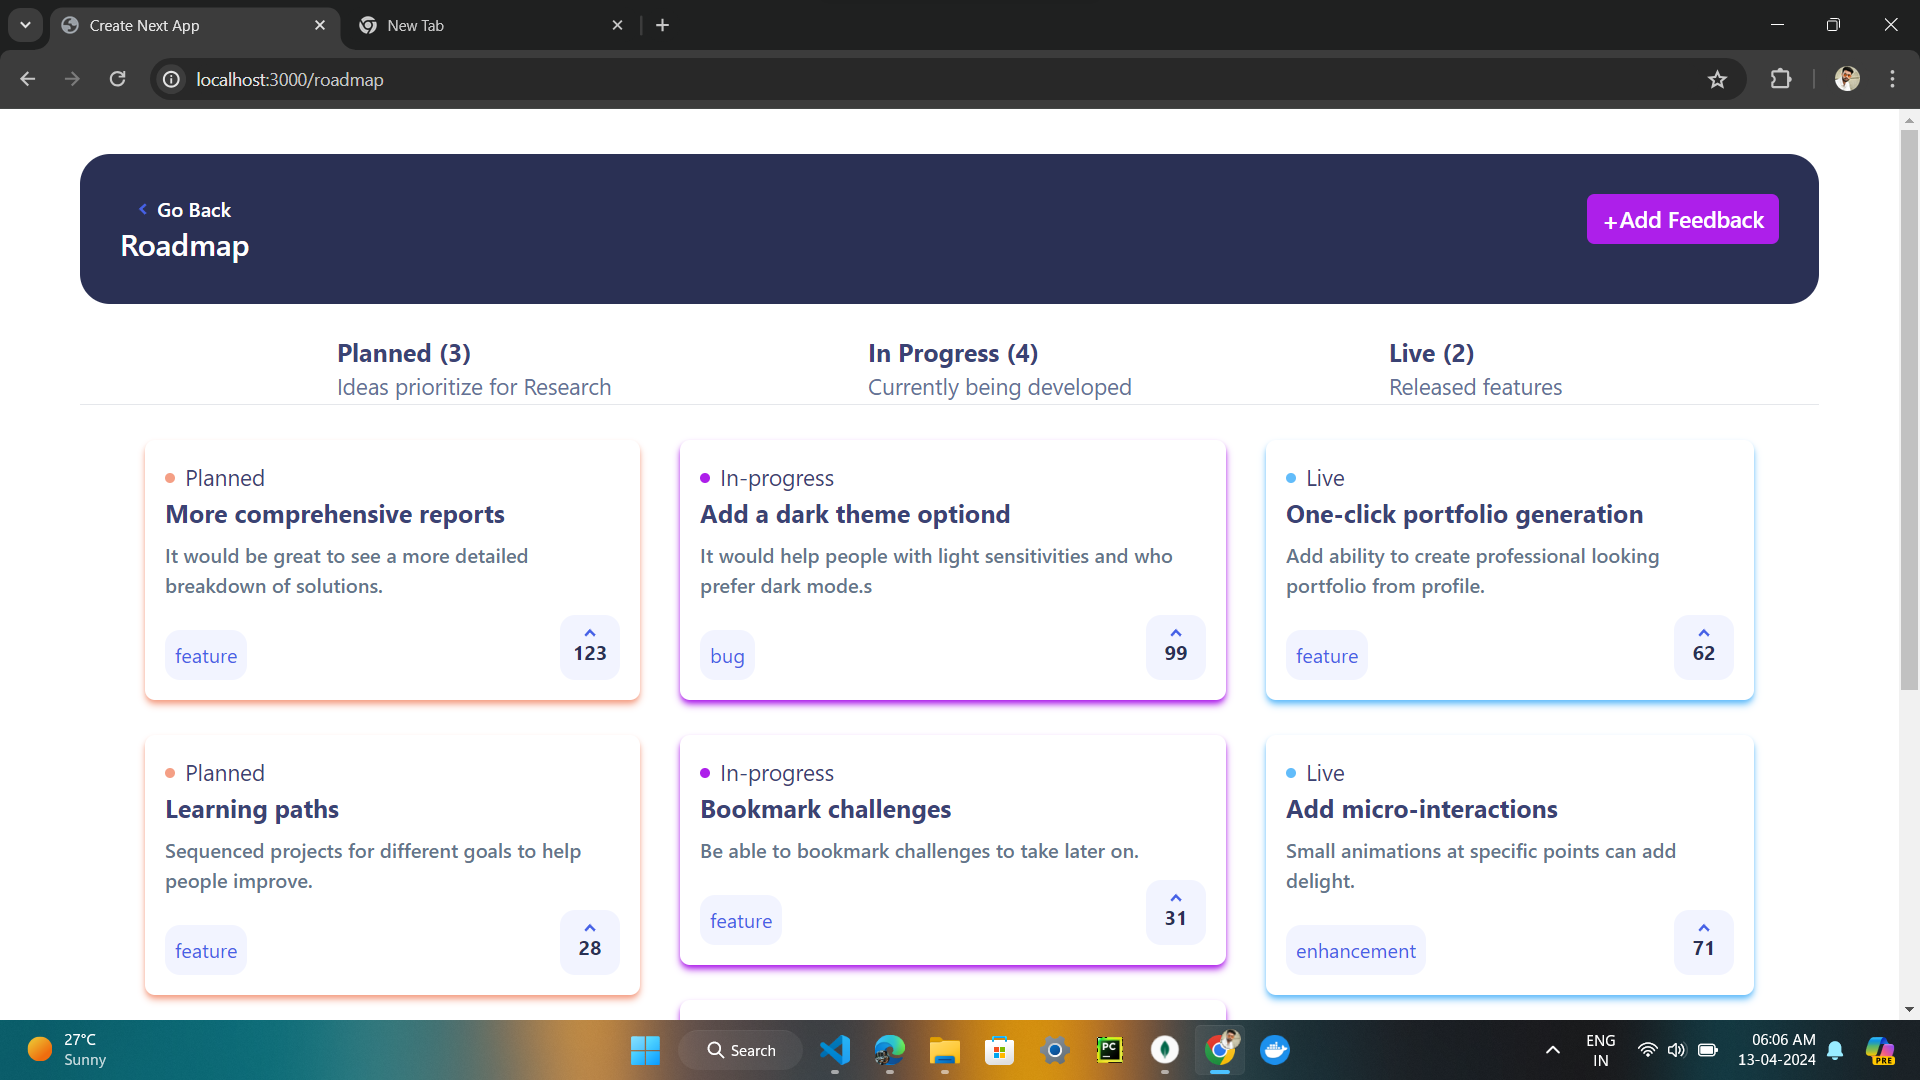 Create Next App
New Tab
localhost:3000/roadmap
Go Back
Roadmap
+Add Feedback
Planned (3)
Ideas prioritize for Research
In Progress (4)
Currently being developed
Live (2)
Released features
Planned
More comprehensive reports
It would be great to see a more detailed
breakdown of solutions.
feature
123
In-progress
Add a dark theme optiond
It would help people with light sensitivities and who
prefer dark mode.s
bug
99
Live
One-click portfolio generation
Add ability to create professional looking
portfolio from profile.
feature
62
Planned
Learning paths
Sequenced projects for different goals to help
people improve.
feature
28
In-progress
Bookmark challenges
Be able to bookmark challenges to take later on.
feature
31
Live
Add micro-interactions
Small animations at specific points can add
delight.
enhancement
71
27°C
Sunny
Search
PC
ENG
IN
06:06 AM
13-04-2024
PRE